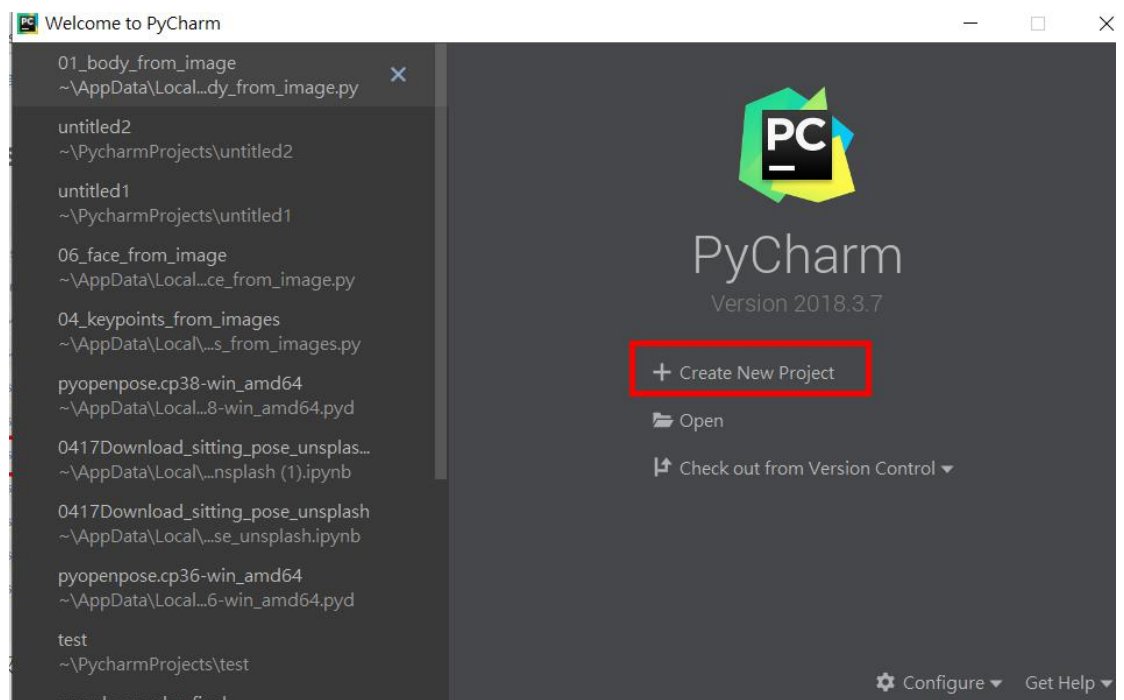 Welcome to PyCharm
01_body_from_image
~\AppData\Local...dy_from_image.py
untitled2
~\PycharmProjects\untitled2
untitled1
~\PycharmProjects\untitled1
06_face_from_image
~\AppData\Local...ce_from_image.py
04_keypoints_from_images
~\AppData\Local\...s_from_images.py
pyopenpose.cp38-win_amd64
~\AppData\Local...8-win_amd64.pyd
0417Download_sitting_pose_unsplas...
~\AppData\Local\...nsplash (1).ipynb
0417Download_sitting_pose_unsplash
~\AppData\Local\...se_unsplash.ipynb
pyopenpose.cp36-win_amd64
~\AppData\Local...6-win_amd64.pyd
test
~\PycharmProjects\test
PC
PyCharm
Version 2018.3.7
Create New Project
Open
Check out from Version Control
Configure
Get Help